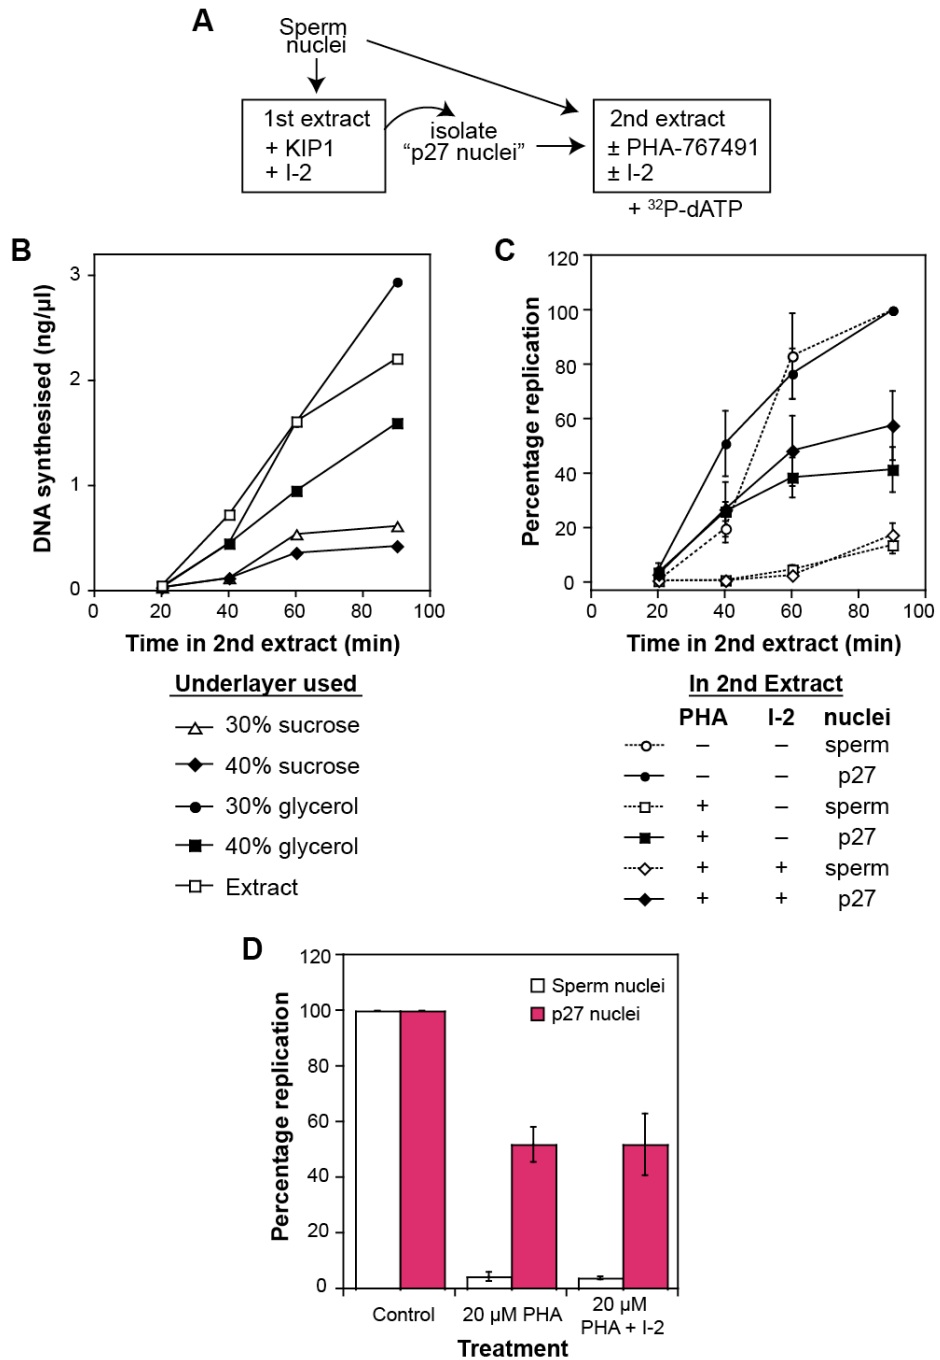 A
Sperm
nuclei
1st extract
+ KIP1
+ I-2
isolate
“p27 nuclei”
2nd extract
± PHA-767491
± I-2
+ ³²P-dATP
B
DNA synthesised (ng/µl)
3
2
1
0
0 20 40 60 80 100
Time in 2nd extract (min)
Underlayer used
30% sucrose
40% sucrose
30% glycerol
40% glycerol
Extract
C
Percentage replication
120
100
80
60
40
20
0
0 20 40 60 80 100
Time in 2nd extract (min)
In 2nd Extract
PHA I-2 nuclei
– – sperm
– – p27
+ – sperm
+ – p27
+ + sperm
+ + p27
D
Percentage replication
120
100
80
60
40
20
0
Sperm nuclei
p27 nuclei
Control
20 µM PHA
20 µM
PHA + I-2
Treatment